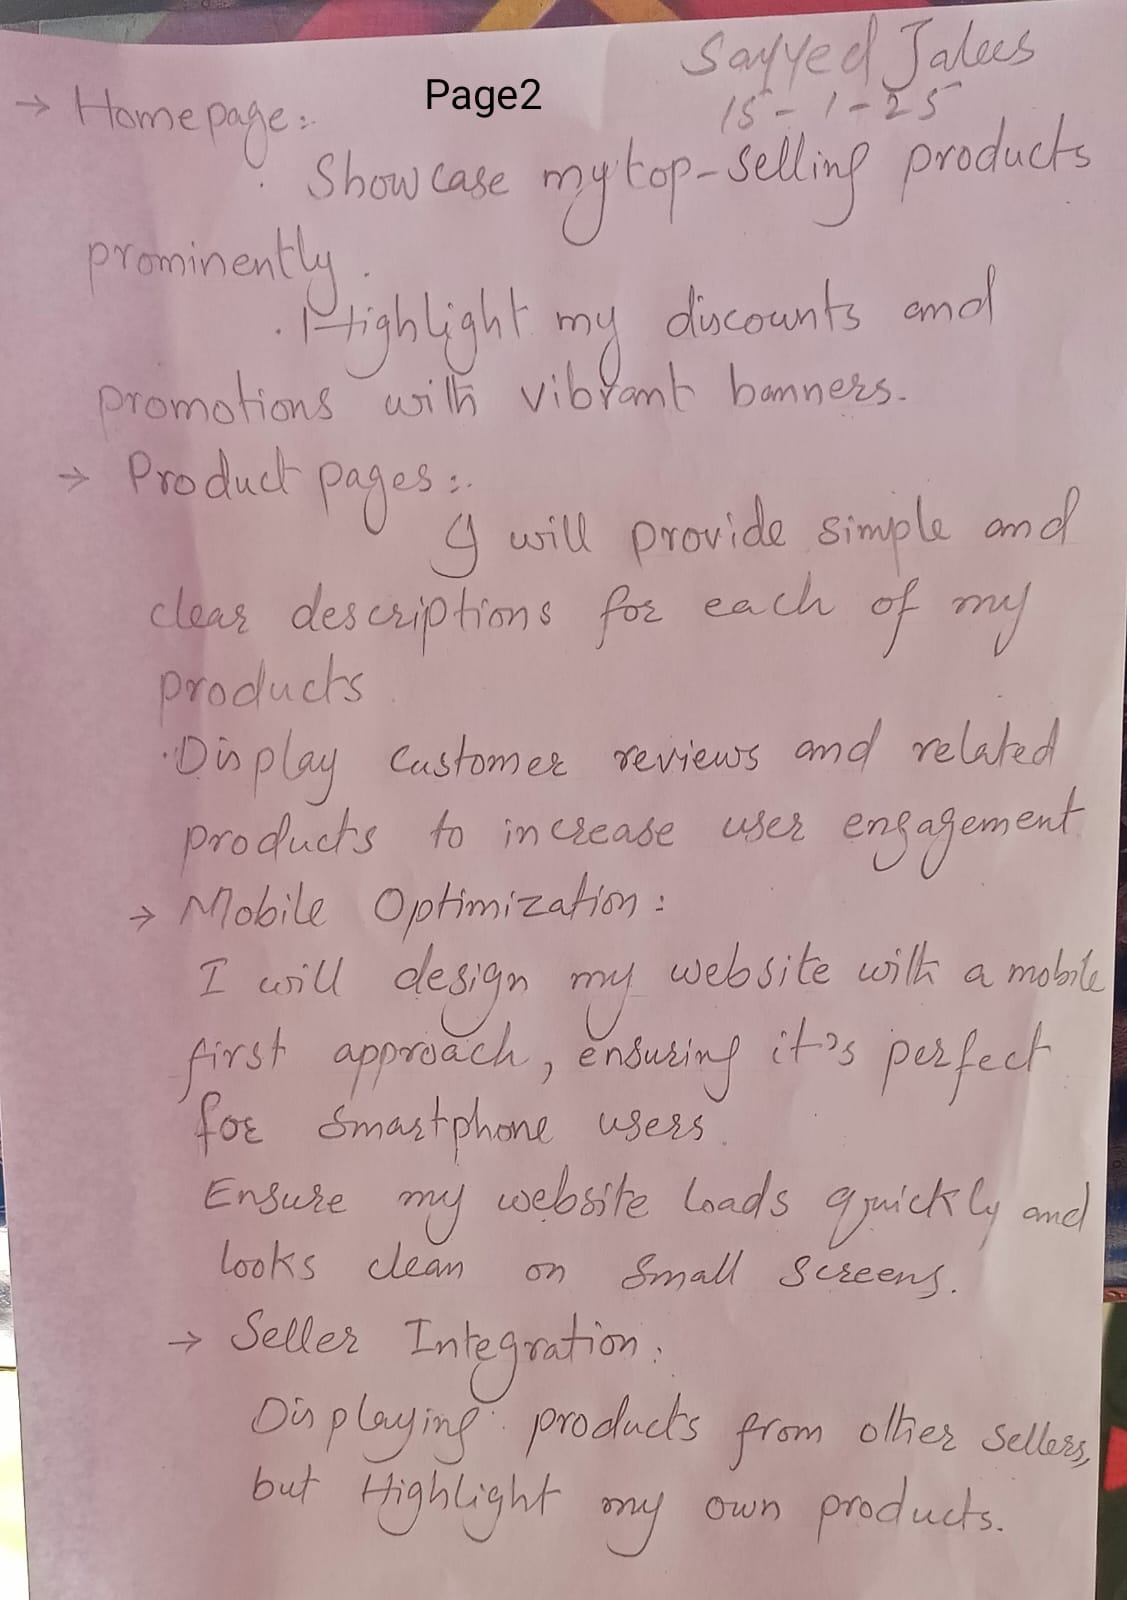 Sayyed Jalees
Page2
15-1-25
→ Homepage:
· Showcase my top-selling products
prominently.
· Highlight my discounts and
promotions with vibrant banners.
→ Product pages:
I will provide simple and
clear descriptions for each of my
products.
· Display customer reviews and related
products to increase user engagement
→ Mobile Optimization:
I will design my website with a mobile
first approach, ensuring it's perfect
for smartphone users.
Ensure my website loads quickly and
looks clean on small screens.
→ Seller Integration:
Displaying products from other sellers,
but Highlight my own products.